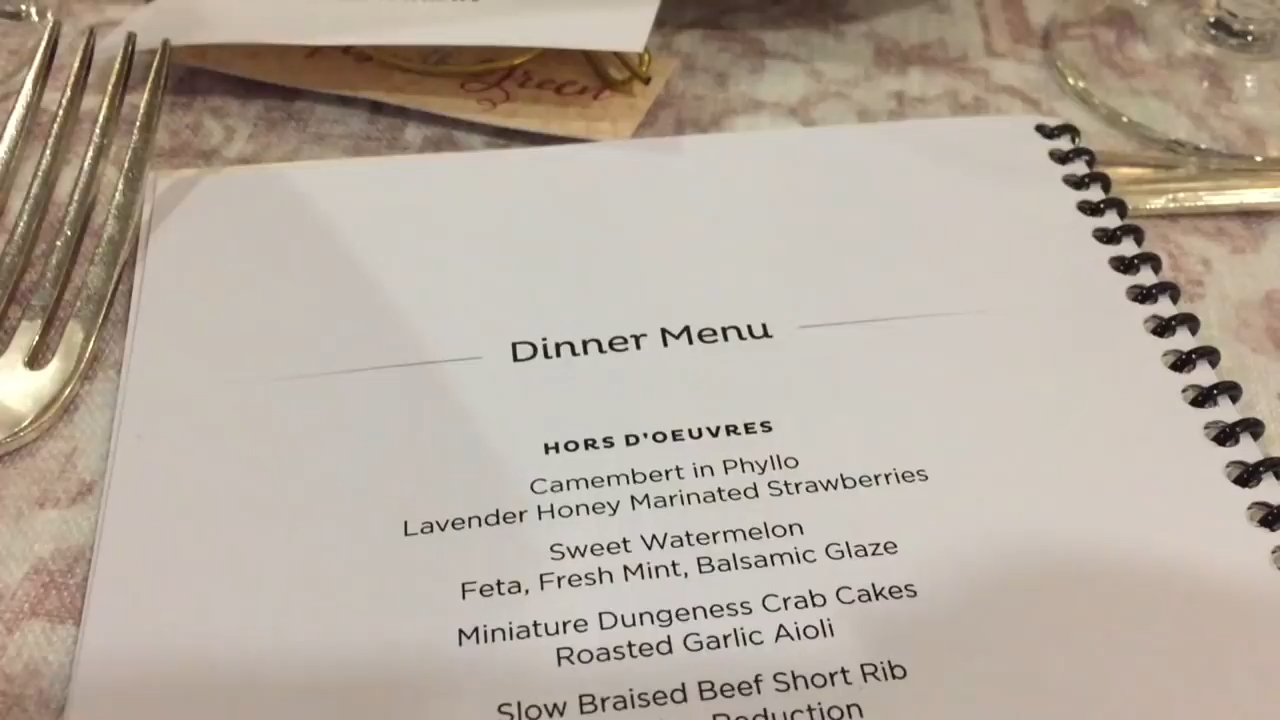 Green
Dinner Menu
HORS D'OEUVRES
Camembert in Phyllo
Lavender Honey Marinated Strawberries
Sweet Watermelon
Feta, Fresh Mint, Balsamic Glaze
Miniature Dungeness Crab Cakes
Roasted Garlic Aioli
Slow Braised Beef Short Rib
Reduction